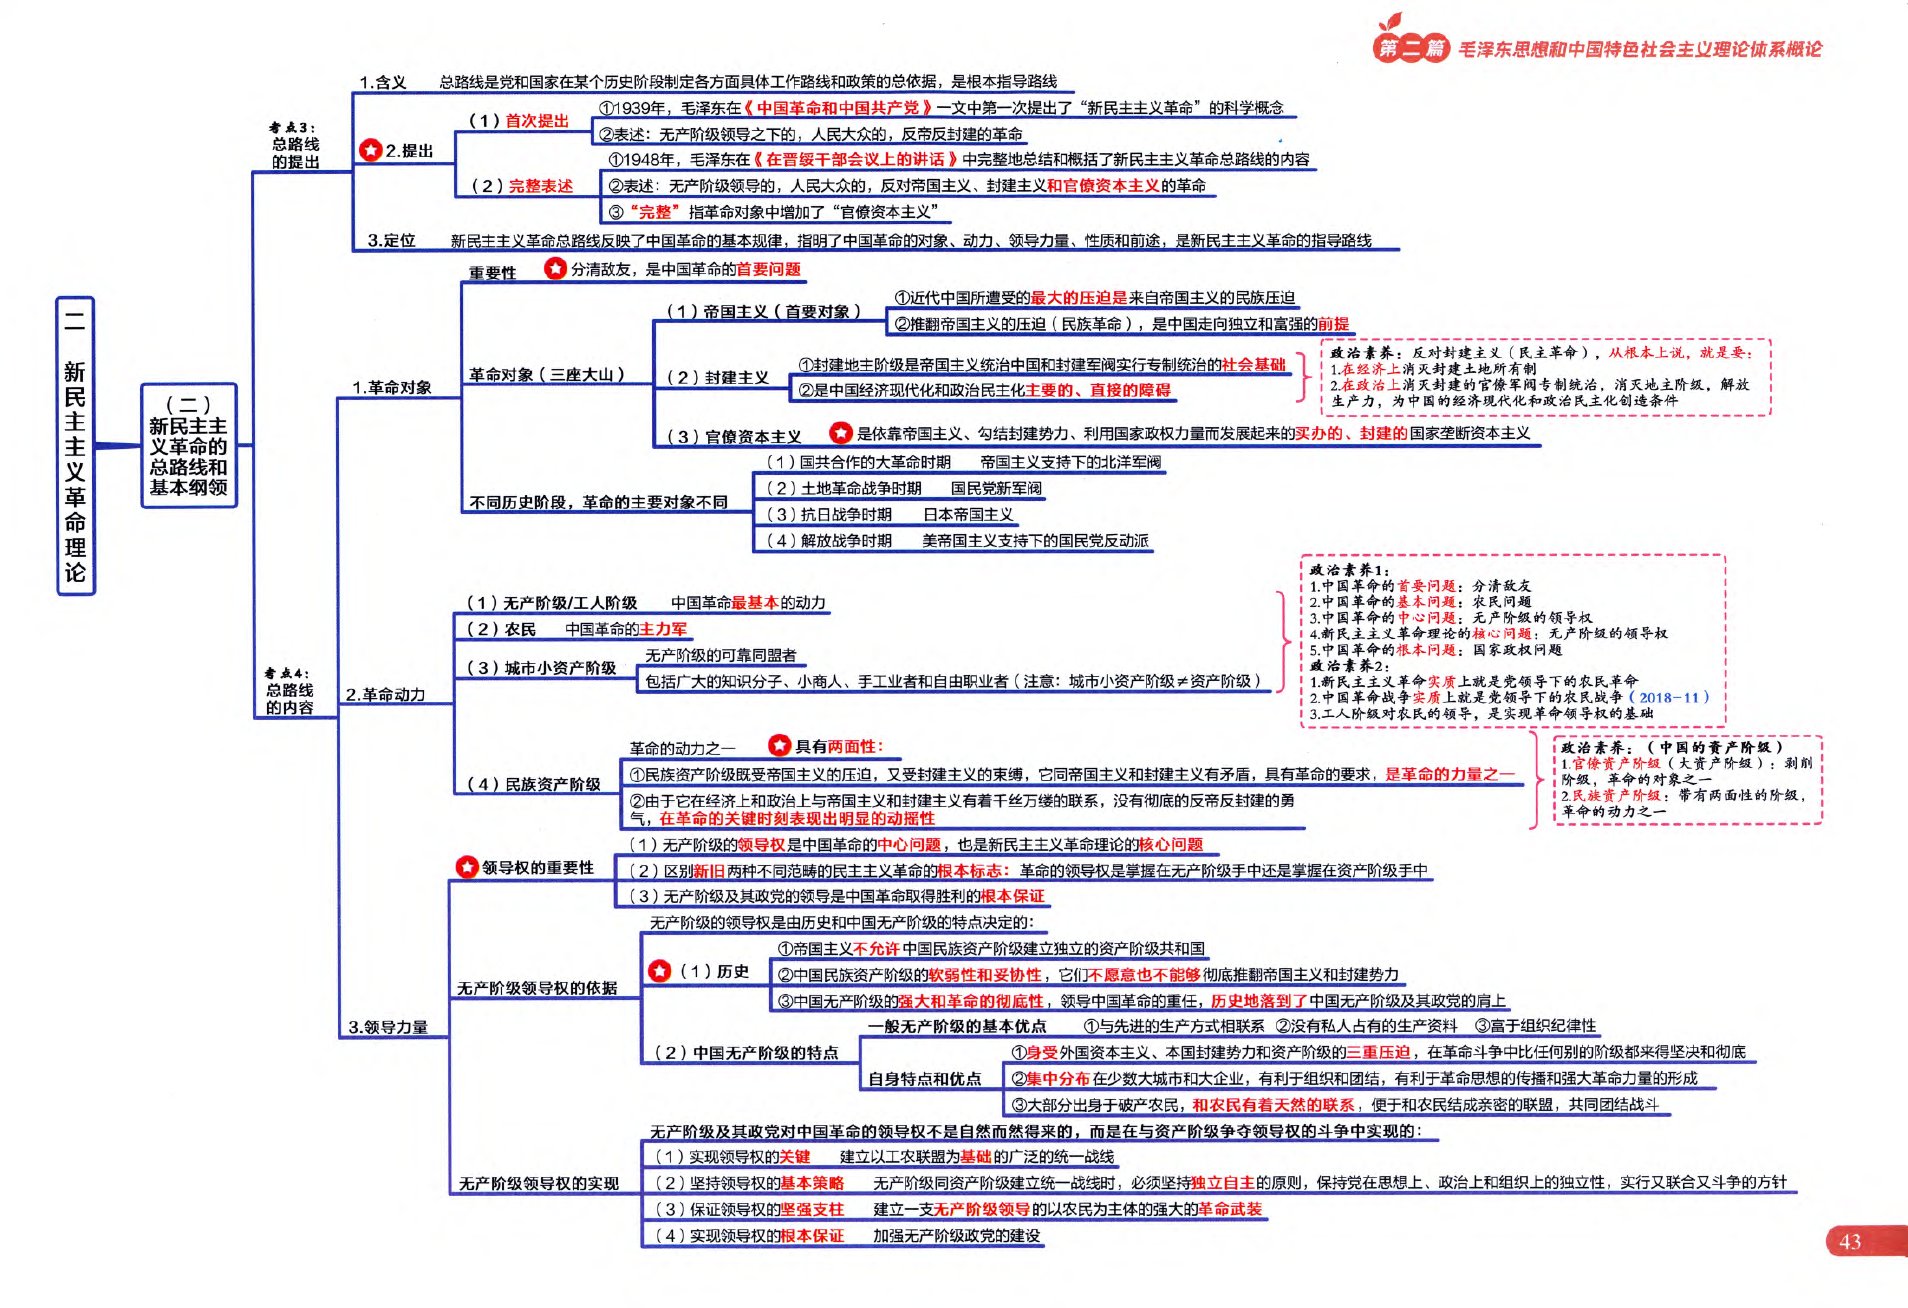 第二篇 毛泽东思想和中国特色社会主义理论体系概论
二 新民主主义革命理论
（二）
新民主主
义革命的
总路线和
基本纲领
考点3：
总路线
的提出
1.含义 总路线是党和国家在某个历史阶段制定各方面具体工作路线和政策的总依据，是根本指导路线
2.提出
（1）首次提出
①1939年，毛泽东在《中国革命和中国共产党》一文中第一次提出了“新民主主义革命”的科学概念
②表述：无产阶级领导之下的，人民大众的，反帝反封建的革命
（2）完整表述
①1948年，毛泽东在《在晋绥干部会议上的讲话》中完整地总结和概括了新民主主义革命总路线的内容
②表述：无产阶级领导的，人民大众的，反对帝国主义、封建主义和官僚资本主义的革命
③“完整”指革命对象中增加了“官僚资本主义”
3.定位 新民主主义革命总路线反映了中国革命的基本规律，指明了中国革命的对象、动力、领导力量、性质和前途，是新民主主义革命的指导路线
考点4：
总路线
的内容
1.革命对象
重要性 分清敌友，是中国革命的首要问题
革命对象（三座大山）
（1）帝国主义（首要对象）
①近代中国所遭受的最大的压迫是来自帝国主义的民族压迫
②推翻帝国主义的压迫（民族革命），是中国走向独立和富强的前提
（2）封建主义
①封建地主阶级是帝国主义统治中国和封建军阀实行专制统治的社会基础
②是中国经济现代化和政治民主化主要的、直接的障碍
政治素养：反对封建主义（民主革命），从根本上说，就是要：
1.在经济上消灭封建土地所有制
2.在政治上消灭封建的官僚军阀专制统治，消灭地主阶级，解放
生产力，为中国的经济现代化和政治民主化创造条件
（3）官僚资本主义 是依靠帝国主义、勾结封建势力、利用国家政权力量而发展起来的买办的、封建的国家垄断资本主义
不同历史阶段，革命的主要对象不同
（1）国共合作的大革命时期 帝国主义支持下的北洋军阀
（2）土地革命战争时期 国民党新军阀
（3）抗日战争时期 日本帝国主义
（4）解放战争时期 美帝国主义支持下的国民党反动派
2.革命动力
（1）无产阶级/工人阶级 中国革命最基本的动力
（2）农民 中国革命的主力军
（3）城市小资产阶级
无产阶级的可靠同盟者
包括广大的知识分子、小商人、手工业者和自由职业者（注意：城市小资产阶级≠资产阶级）
政治素养1：
1.中国革命的首要问题：分清敌友
2.中国革命的基本问题：农民问题
3.中国革命的中心问题：无产阶级的领导权
4.新民主主义革命理论的核心问题：无产阶级的领导权
5.中国革命的根本问题：国家政权问题
政治素养2：
1.新民主主义革命实质上就是党领导下的农民革命
2.中国革命战争实质上就是党领导下的农民战争（2018-11）
3.工人阶级对农民的领导，是实现革命领导权的基础
（4）民族资产阶级
革命的动力之一 具有两面性：
①民族资产阶级既受帝国主义的压迫，又受封建主义的束缚，它同帝国主义和封建主义有矛盾，具有革命的要求，是革命的力量之一
②由于它在经济上和政治上与帝国主义和封建主义有着千丝万缕的联系，没有彻底的反帝反封建的勇
气，在革命的关键时刻表现出明显的动摇性
政治素养：（中国的资产阶级）
1.官僚资产阶级（大资产阶级）：剥削
阶级，革命的对象之一
2.民族资产阶级：带有两面性的阶级，
革命的动力之一
3.领导力量
领导权的重要性
（1）无产阶级的领导权是中国革命的中心问题，也是新民主主义革命理论的核心问题
（2）区别新旧两种不同范畴的民主主义革命的根本标志：革命的领导权是掌握在无产阶级手中还是掌握在资产阶级手中
（3）无产阶级及其政党的领导是中国革命取得胜利的根本保证
无产阶级领导权的依据
无产阶级的领导权是由历史和中国无产阶级的特点决定的：
（1）历史
①帝国主义不允许中国民族资产阶级建立独立的资产阶级共和国
②中国民族资产阶级的软弱性和妥协性，它们不愿意也不能够彻底推翻帝国主义和封建势力
③中国无产阶级的强大和革命的彻底性，领导中国革命的重任，历史地落到了中国无产阶级及其政党的肩上
（2）中国无产阶级的特点
一般无产阶级的基本优点 ①与先进的生产方式相联系 ②没有私人占有的生产资料 ③富于组织纪律性
自身特点和优点
①身受外国资本主义、本国封建势力和资产阶级的三重压迫，在革命斗争中比任何别的阶级都来得坚决和彻底
②集中分布在少数大城市和大企业，有利于组织和团结，有利于革命思想的传播和强大革命力量的形成
③大部分出身于破产农民，和农民有着天然的联系，便于和农民结成亲密的联盟，共同团结战斗
无产阶级领导权的实现
无产阶级及其政党对中国革命的领导权不是自然而然得来的，而是在与资产阶级争夺领导权的斗争中实现的：
（1）实现领导权的关键 建立以工农联盟为基础的广泛的统一战线
（2）坚持领导权的基本策略 无产阶级同资产阶级建立统一战线时，必须坚持独立自主的原则，保持党在思想上、政治上和组织上的独立性，实行又联合又斗争的方针
（3）保证领导权的坚强支柱 建立一支无产阶级领导的以农民为主体的强大的革命武装
（4）实现领导权的根本保证 加强无产阶级政党的建设
43